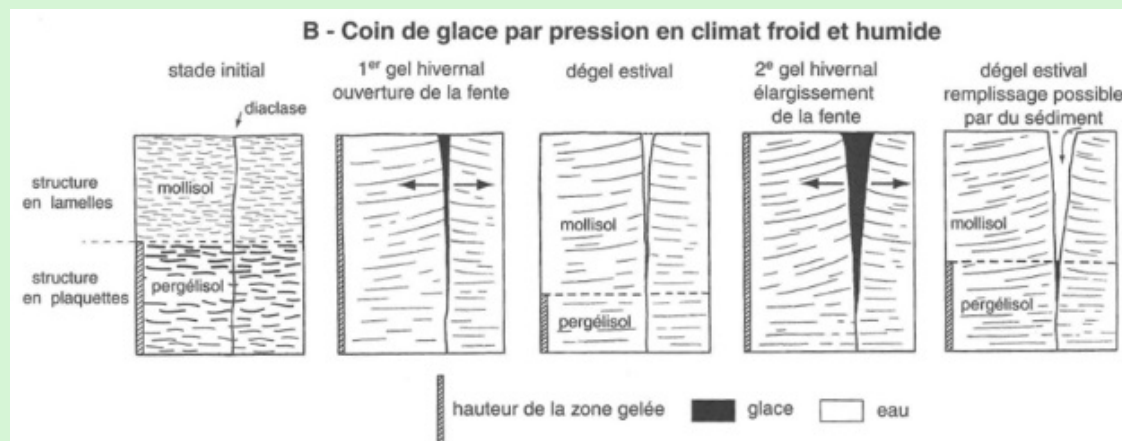 B - Coin de glace par pression en climat froid et humide
stade initial
diaclase
1er gel hivernal
ouverture de la fente
dégel estival
2e gel hivernal
élargissement
de la fente
dégel estival
remplissage possible
par du sédiment
structure
en lamelles
structure
en plaquettes
mollisol
pergélisol
mollisol
pergélisol
mollisol
pergélisol
hauteur de la zone gelée
glace
eau